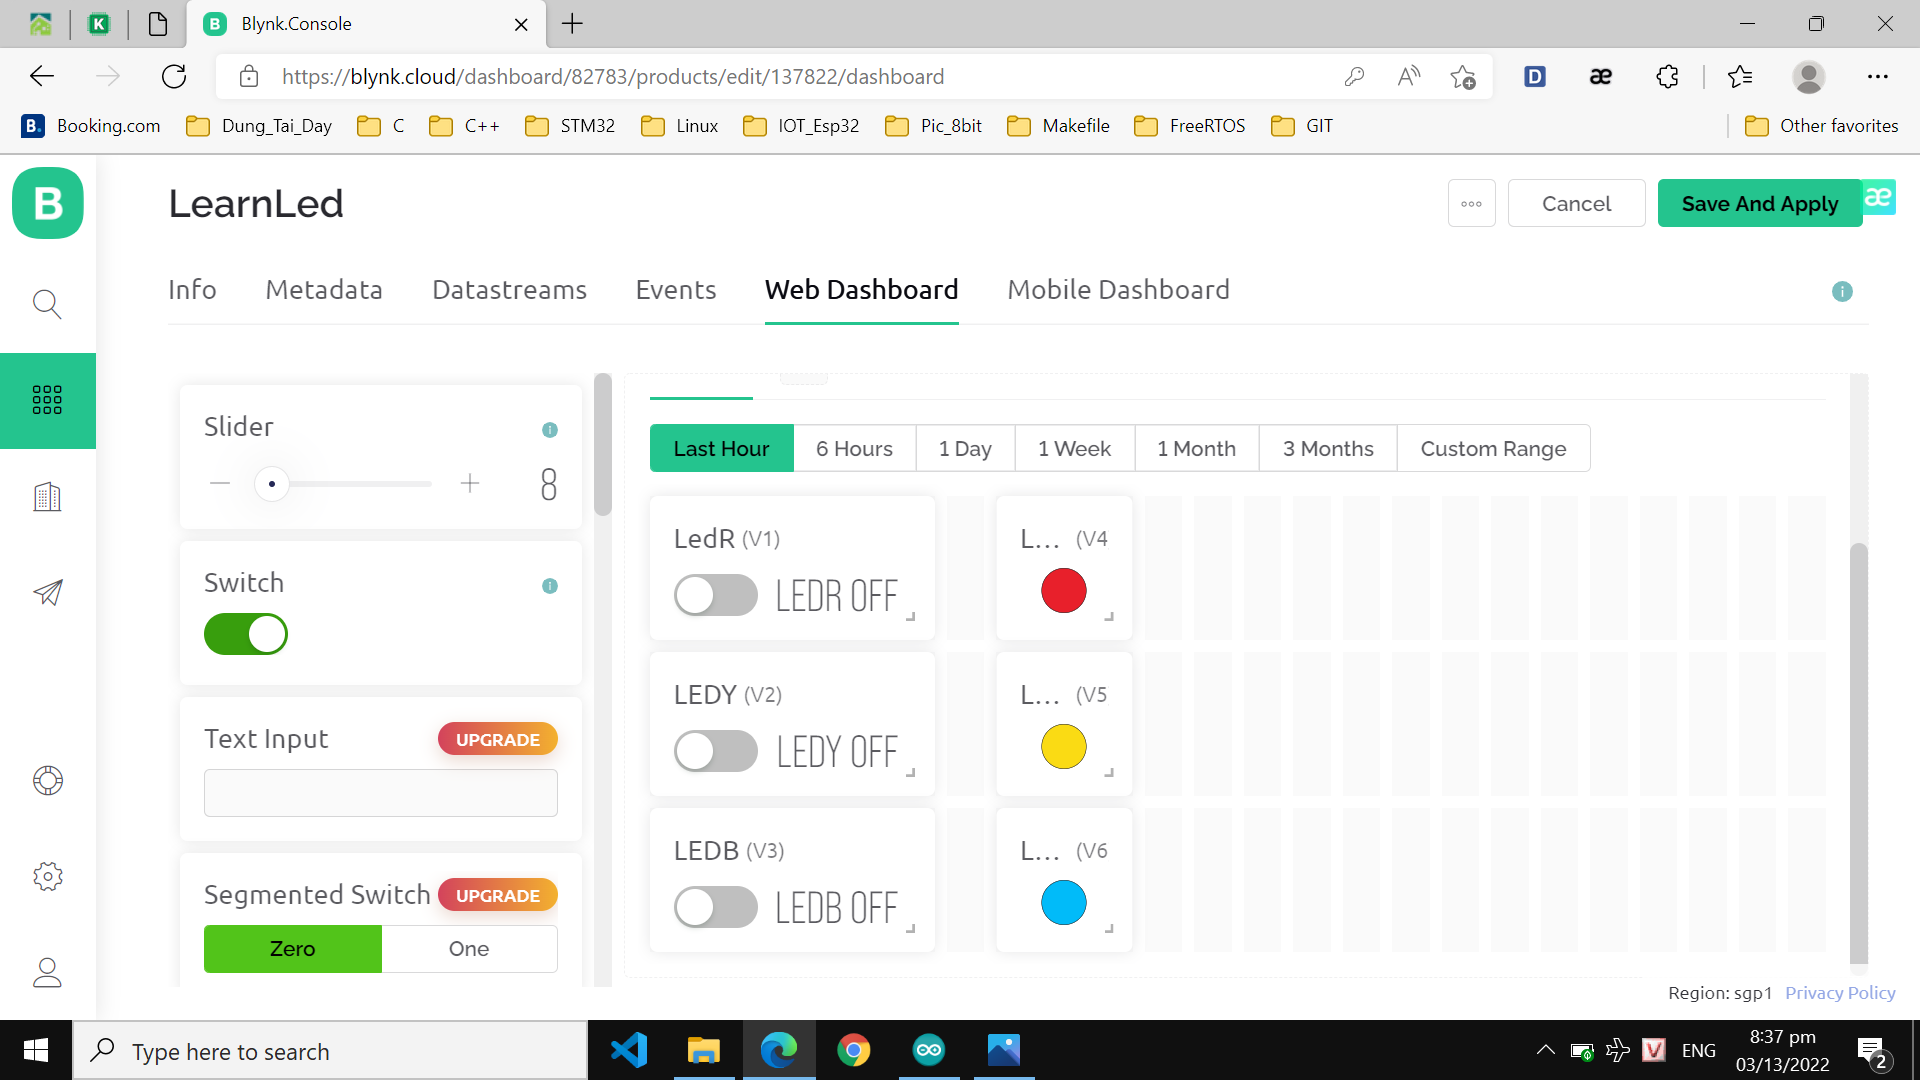 Blynk.Console
https://blynk.cloud/dashboard/82783/products/edit/137822/dashboard
Booking.com Dung_Tai_Day C C++ STM32 Linux IOT_Esp32 Pic_8bit Makefile FreeRTOS GIT Other favorites
B LearnLed Cancel Save And Apply æ
Info Metadata Datastreams Events Web Dashboard Mobile Dashboard
Slider
8
Switch
Text Input UPGRADE
Segmented Switch UPGRADE
Zero One
Last Hour 6 Hours 1 Day 1 Week 1 Month 3 Months Custom Range
LedR (V1) L... (V4
LEDR OFF
LEDY (V2) L... (V5
LEDY OFF
LEDB (V3) L... (V6
LEDB OFF
Region: sgp1 Privacy Policy
Type here to search
ENG
8:37 pm
03/13/2022
2